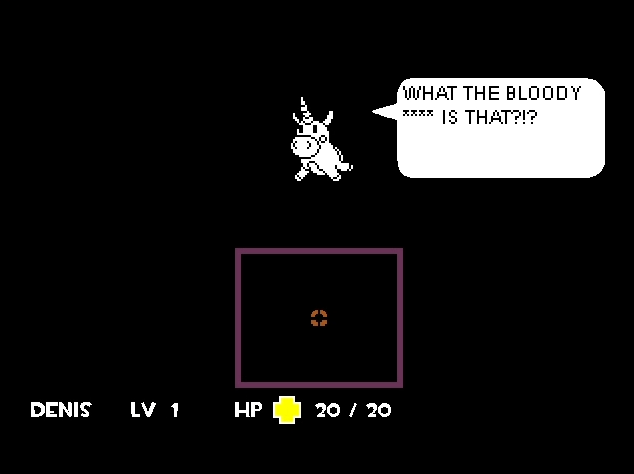 WHAT THE BLOODY
**** IS THAT?!?
DENIS LV 1 HP 20 / 20